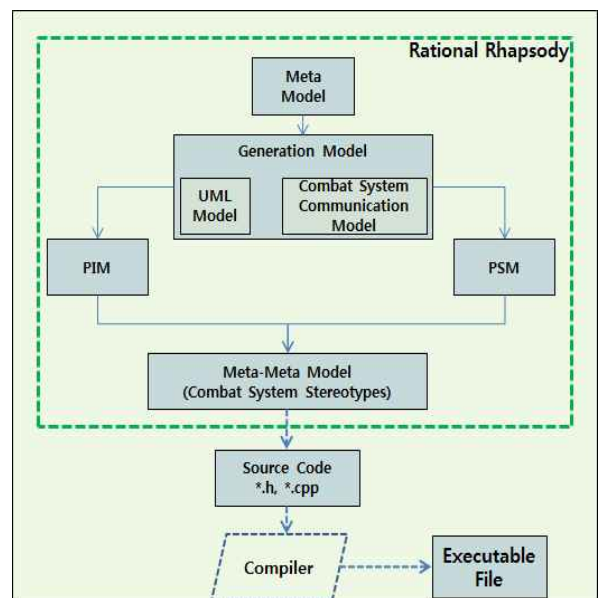 Rational Rhapsody
Meta
Model
Generation Model
UML
Model
Combat System
Communication
Model
PIM
PSM
Meta-Meta Model
(Combat System Stereotypes)
Source Code
*.h, *.cpp
Compiler
Executable
File